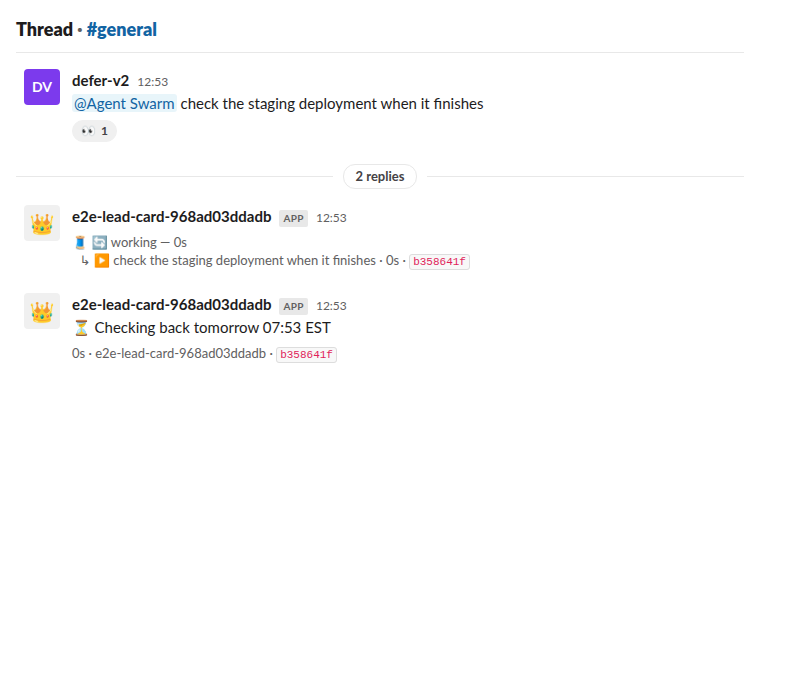 Thread • #general
DV
defer-v2 12:53
@Agent Swarm check the staging deployment when it finishes
👀 1
2 replies
e2e-lead-card-968ad03ddadb APP 12:53
🧵 🔄 working — 0s
↳ ▶️ check the staging deployment when it finishes · 0s · b358641f
e2e-lead-card-968ad03ddadb APP 12:53
⏳ Checking back tomorrow 07:53 EST
0s · e2e-lead-card-968ad03ddadb · b358641f